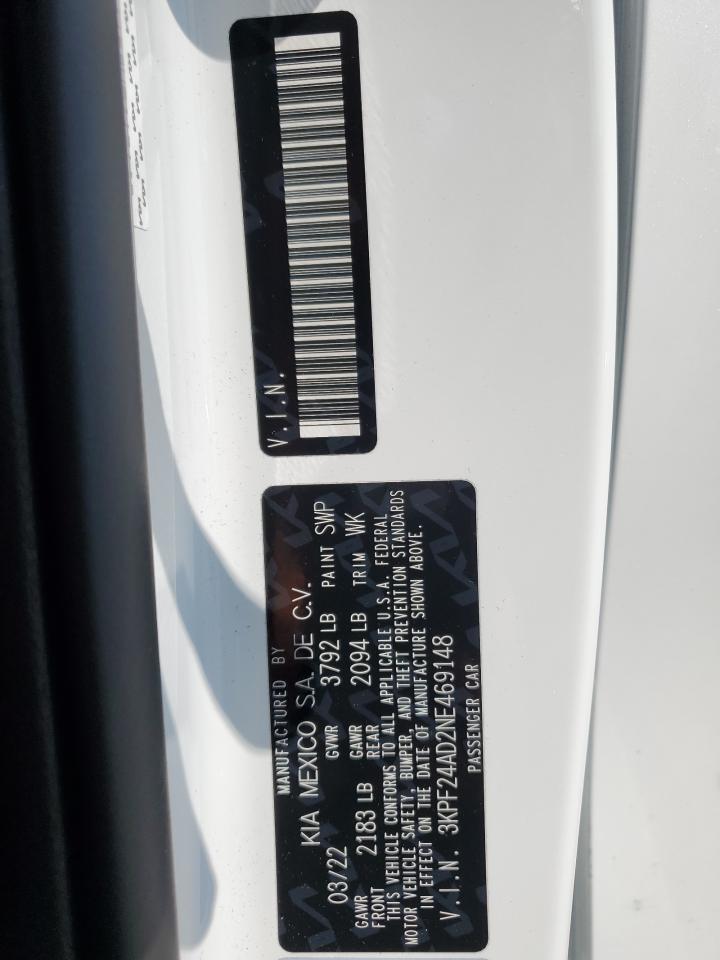 V.I.N.
MANUFACTURED BY
KIA MEXICO S.A. DE C.V.
03/22 GVWR 3792 LB PAINT SWP
GAWR FRONT 2183 LB GAWR REAR 2094 LB TRIM WK
THIS VEHICLE CONFORMS TO ALL APPLICABLE U.S.A. FEDERAL
MOTOR VEHICLE SAFETY, BUMPER, AND THEFT PREVENTION STANDARDS
IN EFFECT ON THE DATE OF MANUFACTURE SHOWN ABOVE.
V.I.N. 3KPF24AD2NE469148
PASSENGER CAR